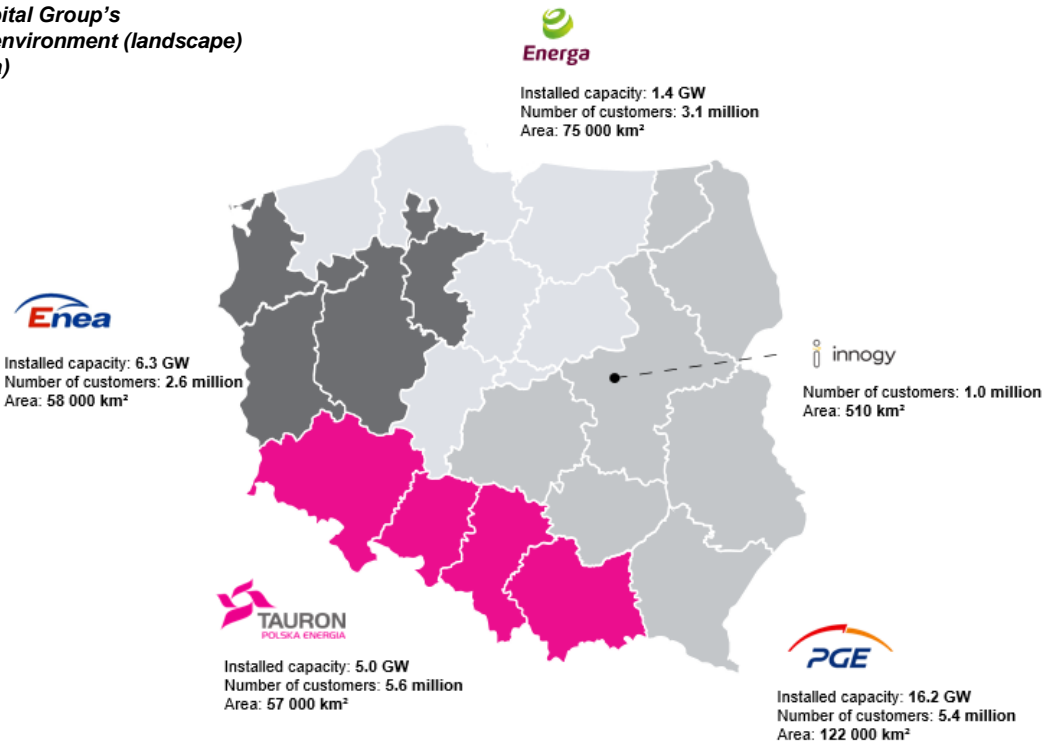 pital Group's
environment (landscape)
)
Energa
Installed capacity: 1.4 GW
Number of customers: 3.1 million
Area: 75 000 km²
Enea
Installed capacity: 6.3 GW
Number of customers: 2.6 million
Area: 58 000 km²
innogy
Number of customers: 1.0 million
Area: 510 km²
TAURON
POLSKA ENERGIA
Installed capacity: 5.0 GW
Number of customers: 5.6 million
Area: 57 000 km²
PGE
Installed capacity: 16.2 GW
Number of customers: 5.4 million
Area: 122 000 km²